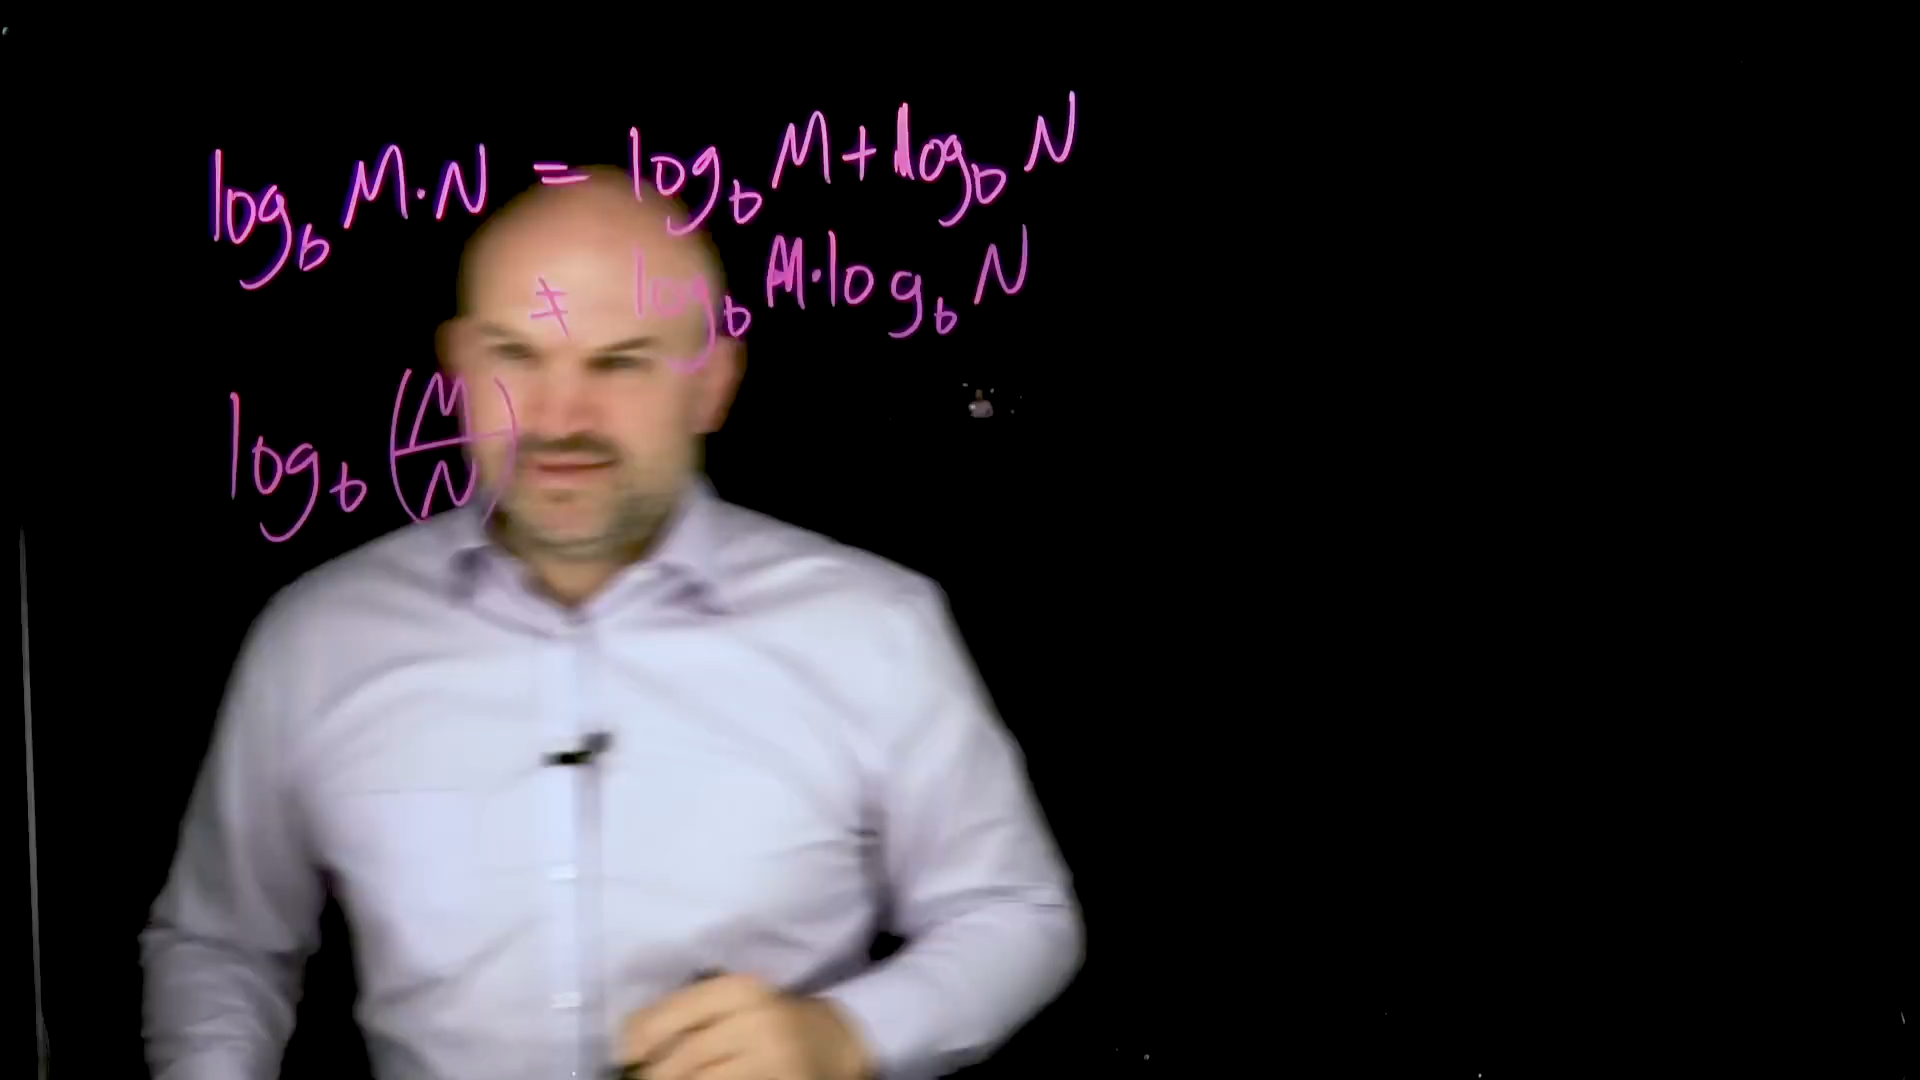 log_b M·N = log_b M + log_b N
≠ log_b M·log_b N
log_b (M/N)